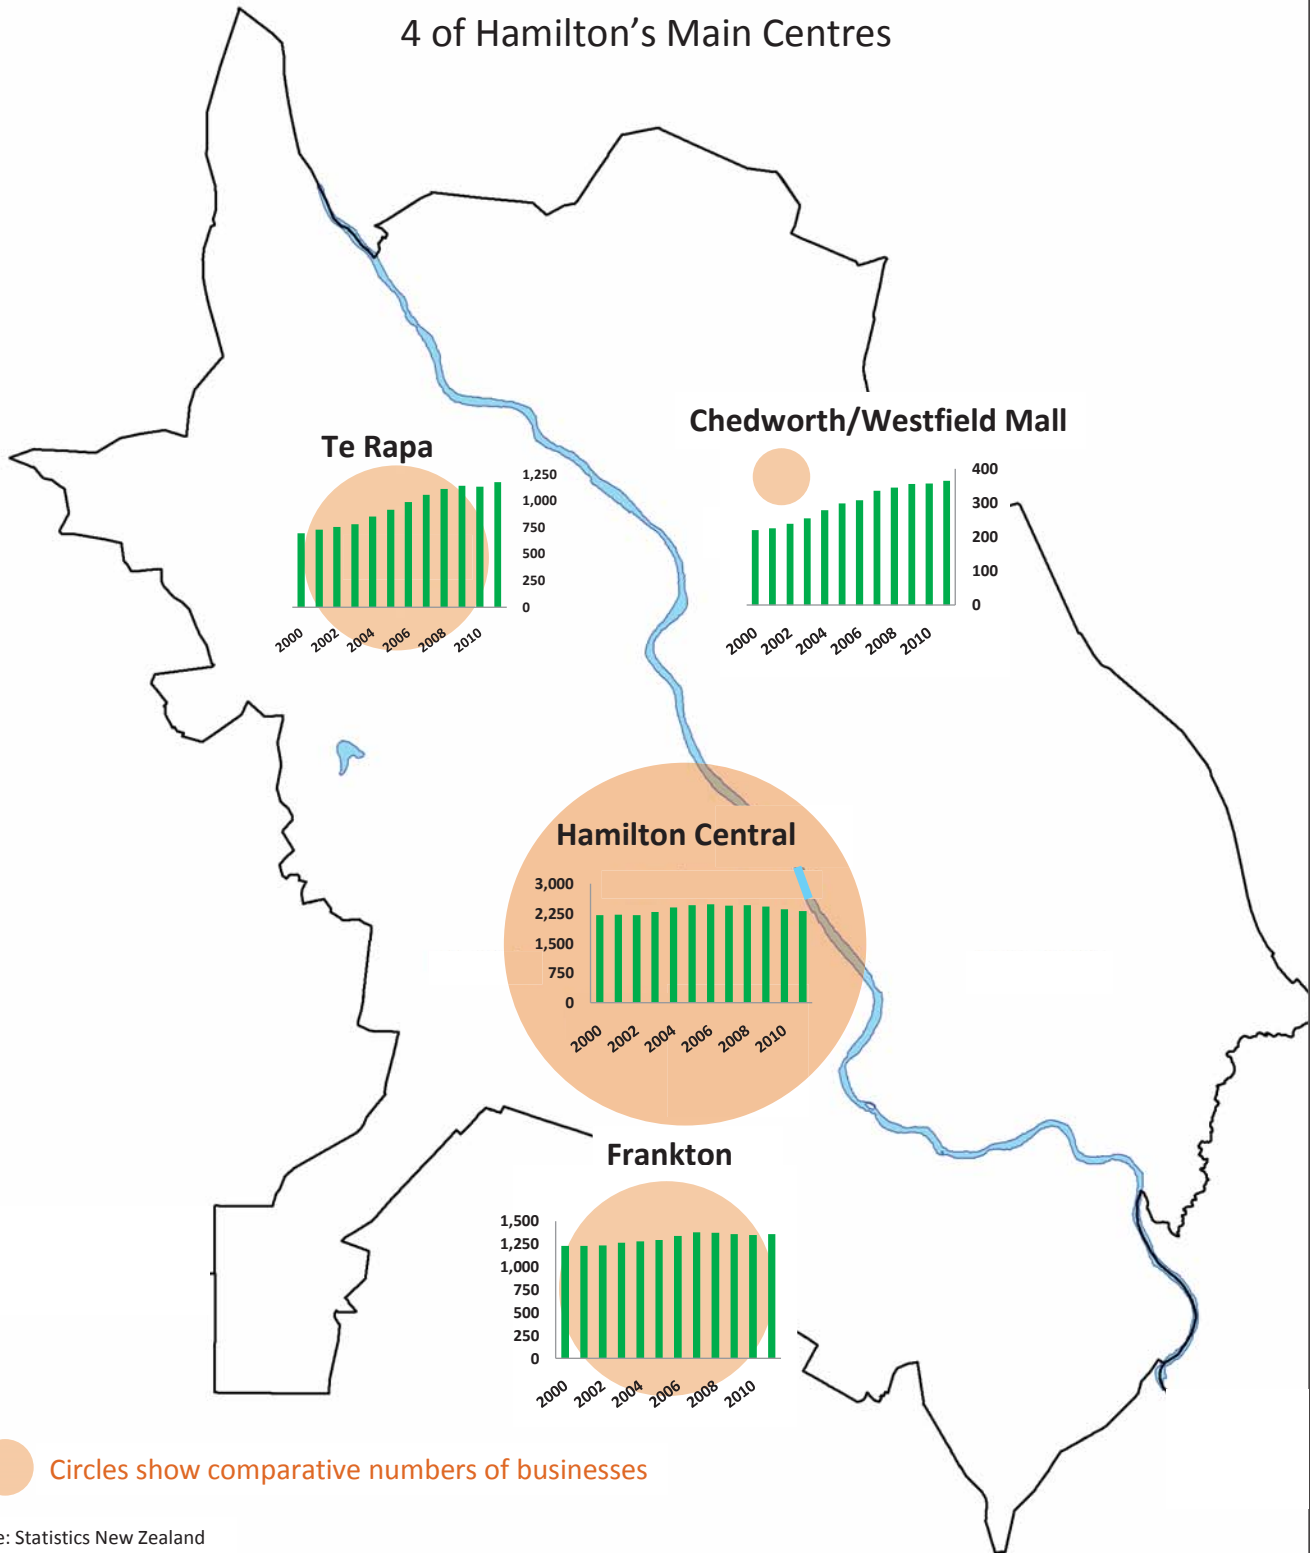 4 of Hamilton's Main Centres
Te Rapa
1,250
1,000
750
500
250
0
2000 2002 2004 2006 2008 2010
Chedworth/Westfield Mall
400
300
200
100
0
2000 2002 2004 2006 2008 2010
Hamilton Central
3,000
2,250
1,500
750
0
2000 2002 2004 2006 2008 2010
Frankton
1,500
1,250
1,000
750
500
250
0
2000 2002 2004 2006 2008 2010
Circles show comparative numbers of businesses
e: Statistics New Zealand